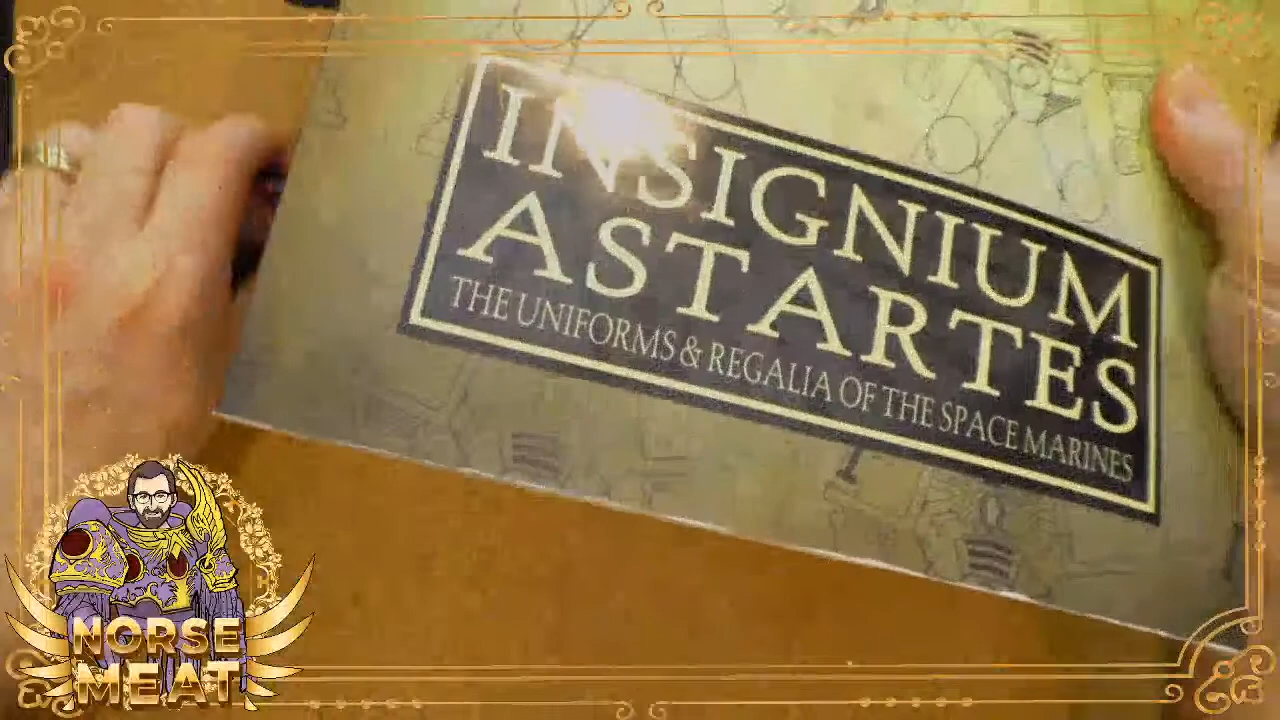 INSIGNIUM
ASTARTES
THE UNIFORMS & REGALIA OF THE SPACE MARINES
NORSE
MEAT